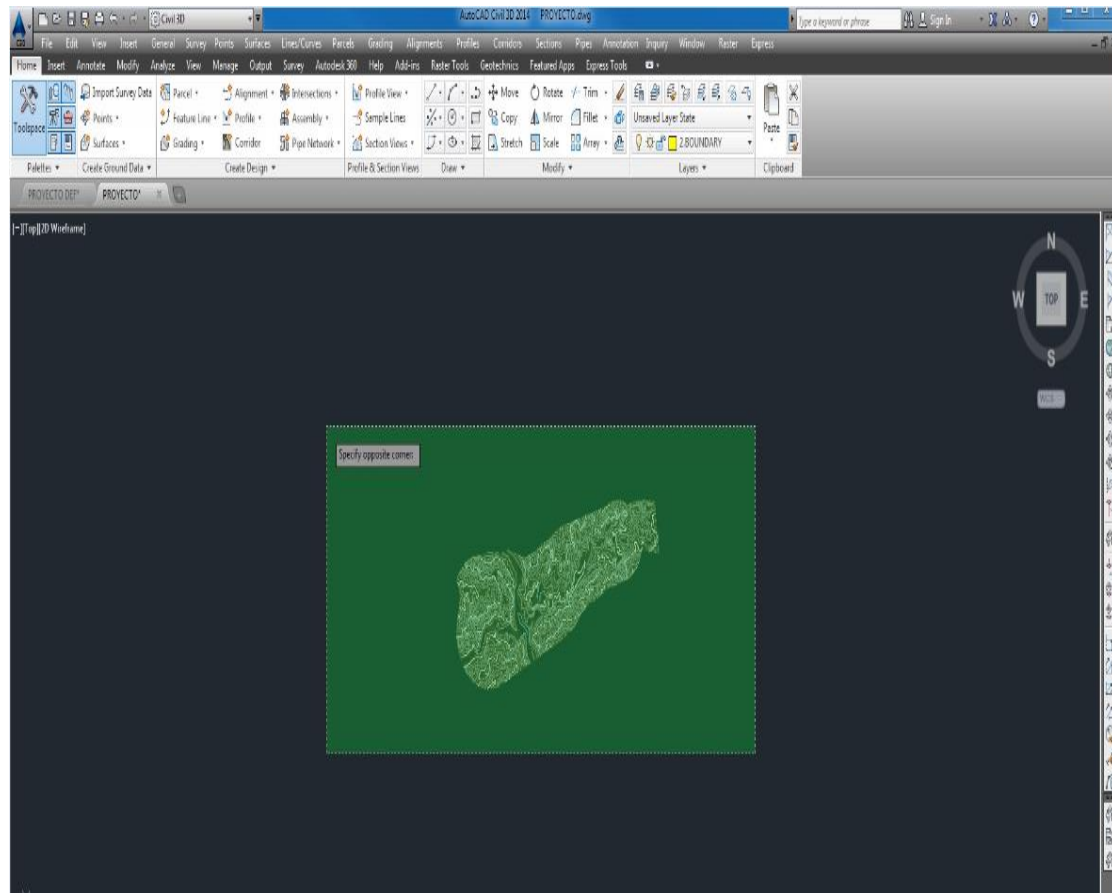 Civil 3D
AutoCAD Civil 3D 2014 PROYECTO.dwg
Type a keyword or phrase
Sign In
File Edit View Insert General Survey Points Surfaces Lines/Curves Parcels Grading Alignments Profiles Corridors Sections Pipes Annotation Inquiry Window Raster Express
Home Insert Annotate Modify Analyze View Manage Output Survey Autodesk 360 Help Add-ins Raster Tools Geotechnics Featured Apps Express Tools
Toolspace
Import Survey Data
Points
Surfaces
Parcel
Feature Line
Grading
Alignment
Profile
Corridor
Intersections
Assembly
Pipe Network
Profile View
Sample Lines
Section Views
Move
Copy
Stretch
Rotate
Mirror
Scale
Trim
Fillet
Array
Unsaved Layer State
2.BOUNDARY
Paste
Palettes
Create Ground Data
Create Design
Profile & Section Views
Draw
Modify
Layers
Clipboard
PROYECTO DEF*
PROYECTO*
[-][Top][2D Wireframe]
N
W
TOP
E
S
WCS
Specify opposite corner: